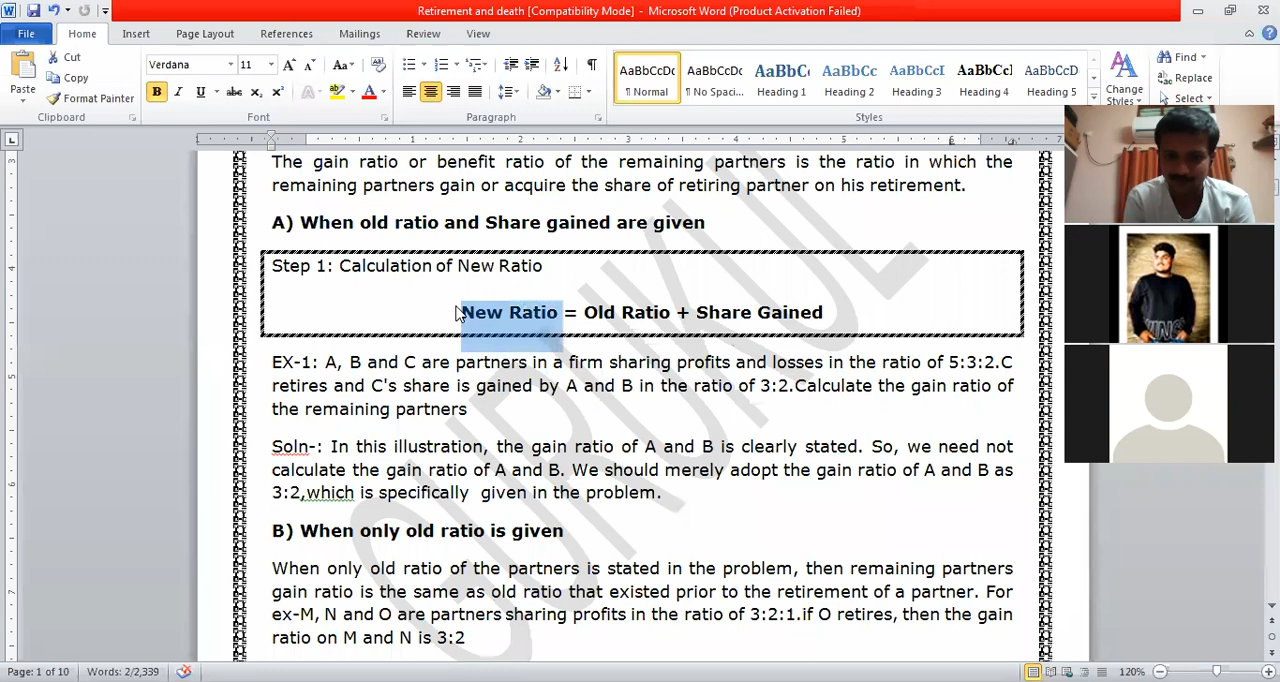 Retirement and death [Compatibility Mode] - Microsoft Word (Product Activation Failed)
File Home Insert Page Layout References Mailings Review View
Cut
Copy
Format Painter
Paste
Clipboard
Verdana 11
Font
Paragraph
AaBbCcDc AaBbCcDc AaBbC AaBbCc AaBbCcI AaBbCc AaBbCcD
¶ Normal ¶ No Spaci... Heading 1 Heading 2 Heading 3 Heading 4 Heading 5
Styles
Change Styles
Find
Replace
Select
The gain ratio or benefit ratio of the remaining partners is the ratio in which the
remaining partners gain or acquire the share of retiring partner on his retirement.
A) When old ratio and Share gained are given
Step 1: Calculation of New Ratio
New Ratio = Old Ratio + Share Gained
EX-1: A, B and C are partners in a firm sharing profits and losses in the ratio of 5:3:2.C
retires and C's share is gained by A and B in the ratio of 3:2.Calculate the gain ratio of
the remaining partners
Soln-: In this illustration, the gain ratio of A and B is clearly stated. So, we need not
calculate the gain ratio of A and B. We should merely adopt the gain ratio of A and B as
3:2,which is specifically given in the problem.
B) When only old ratio is given
When only old ratio of the partners is stated in the problem, then remaining partners
gain ratio is the same as old ratio that existed prior to the retirement of a partner. For
ex-M, N and O are partners sharing profits in the ratio of 3:2:1.if O retires, then the gain
ratio on M and N is 3:2
GURUKUL
Page: 1 of 10 Words: 2/2,339 120%